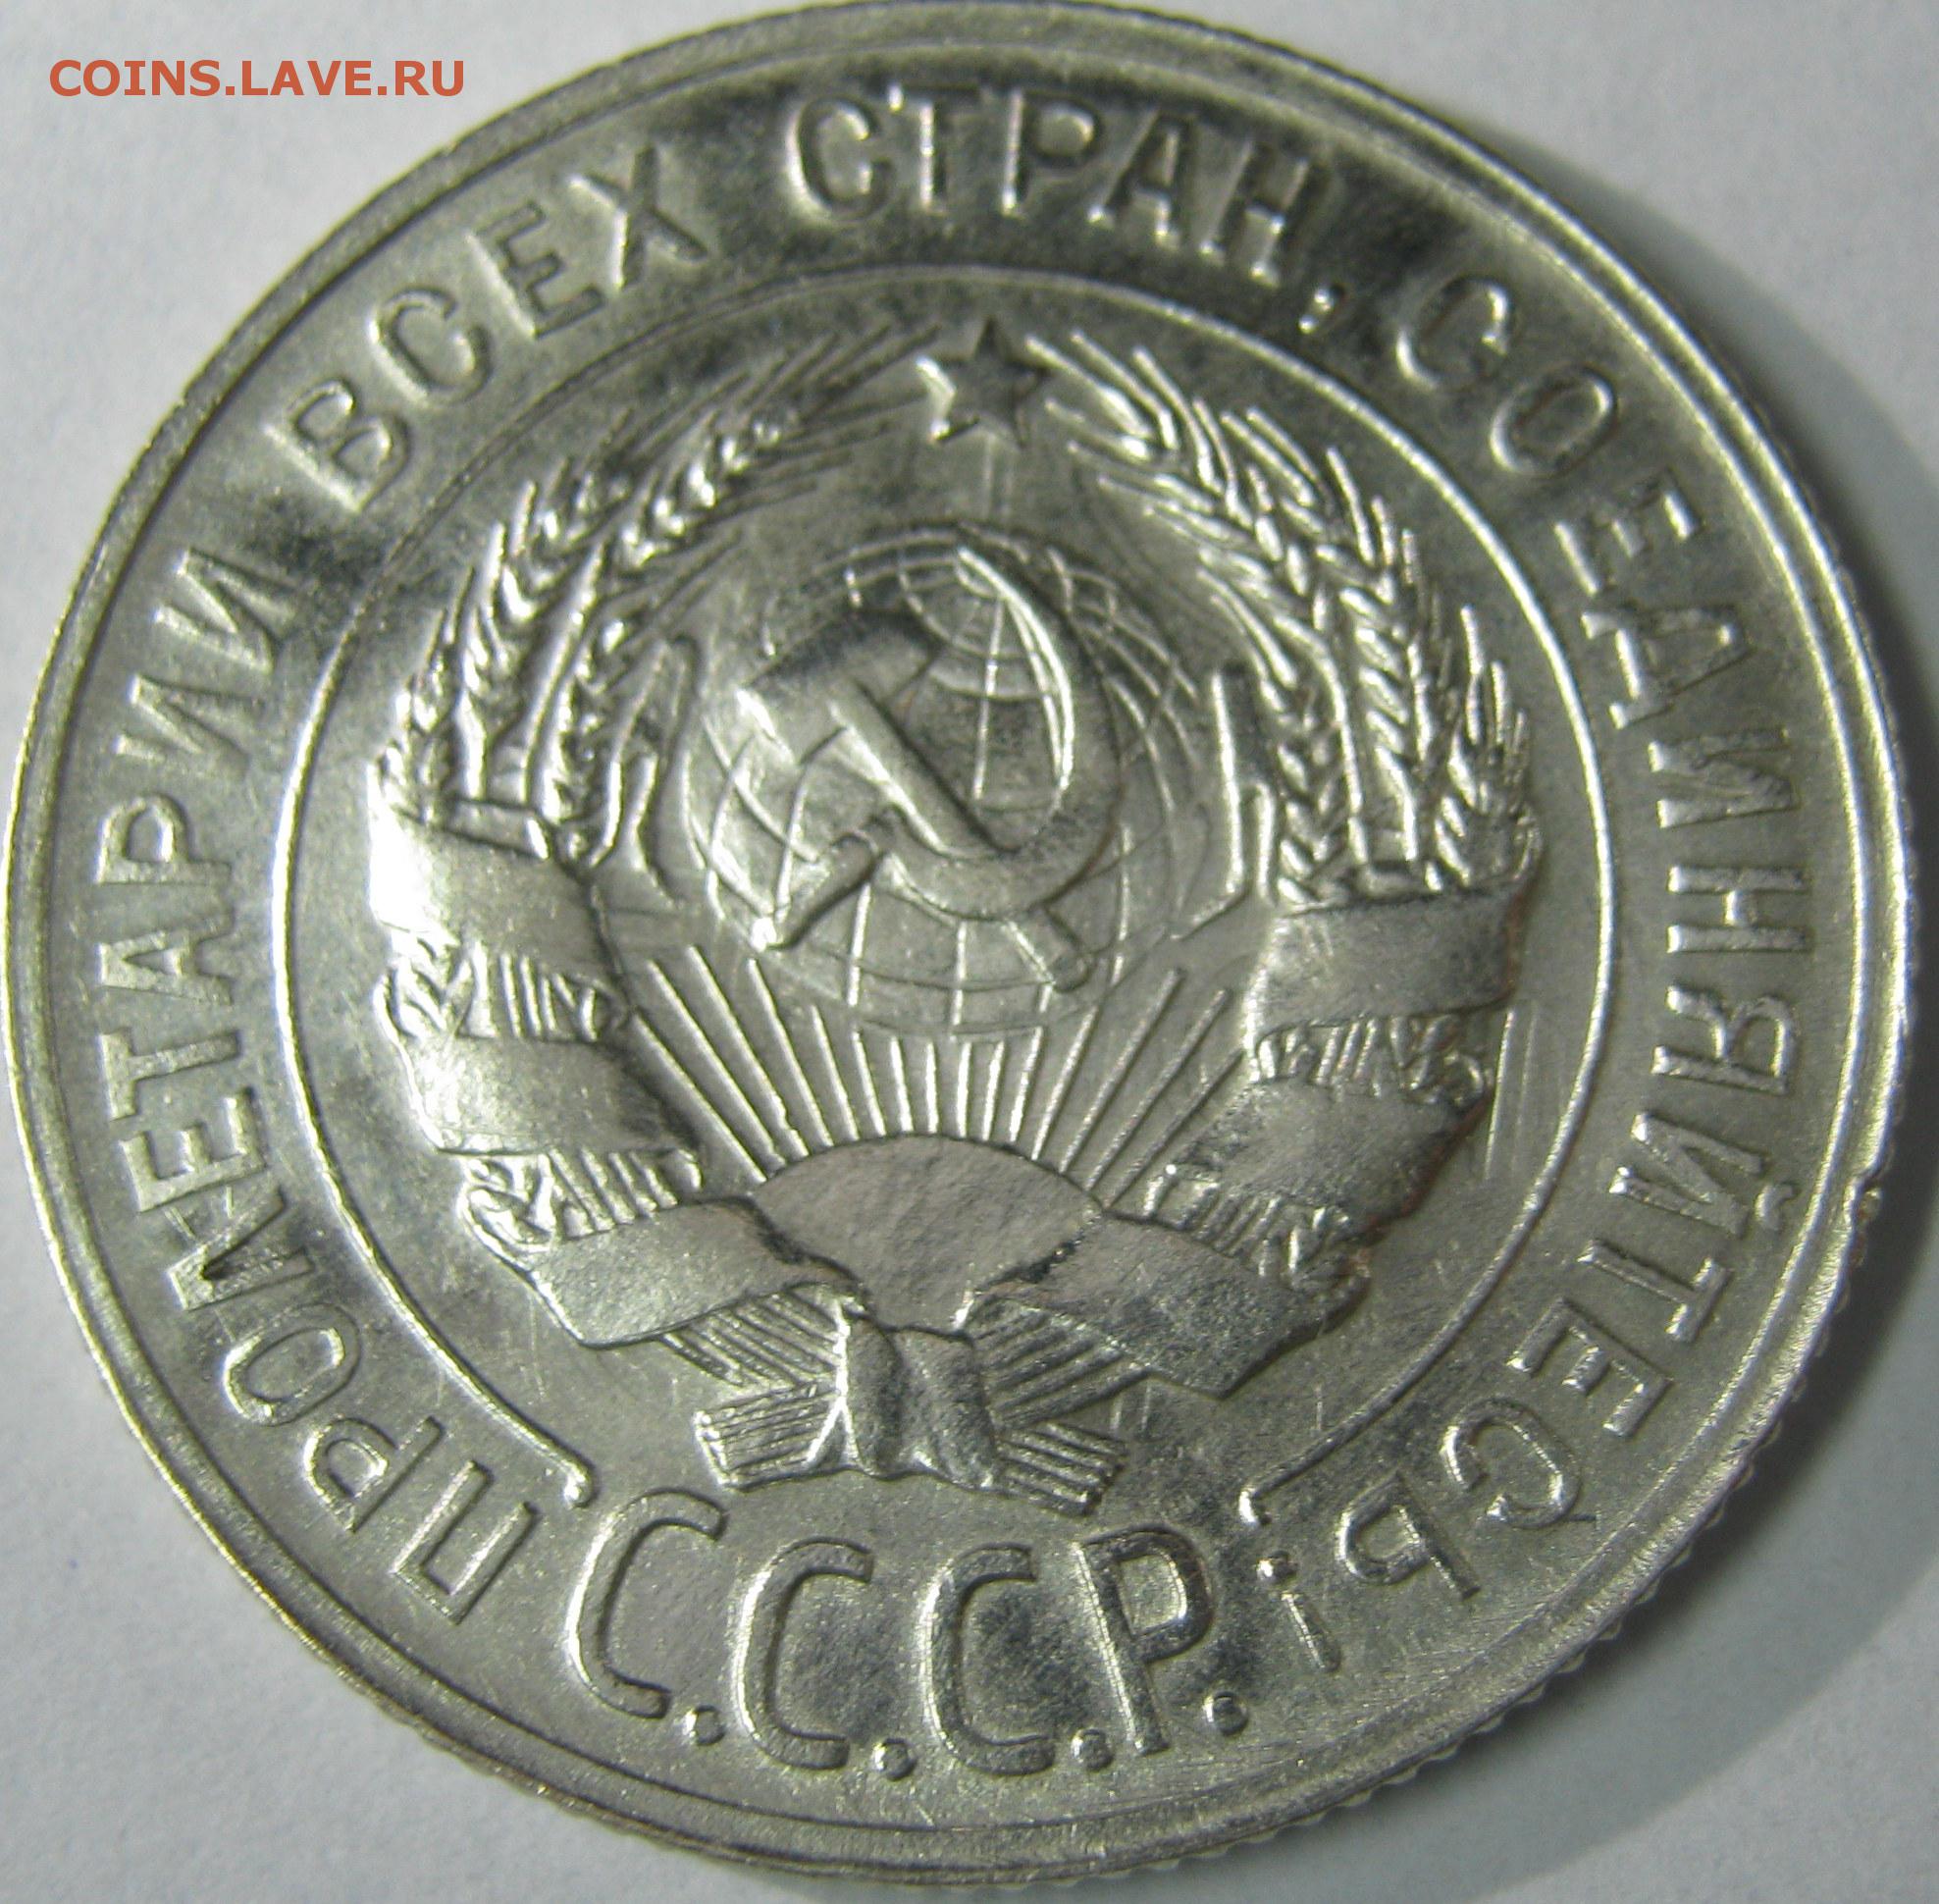 COINS.LAVE.RU
ПРОЛЕТАРИИ ВСЕХ СТРАН, СОЕДИНЯЙТЕСЬ!
С.С.С.Р.